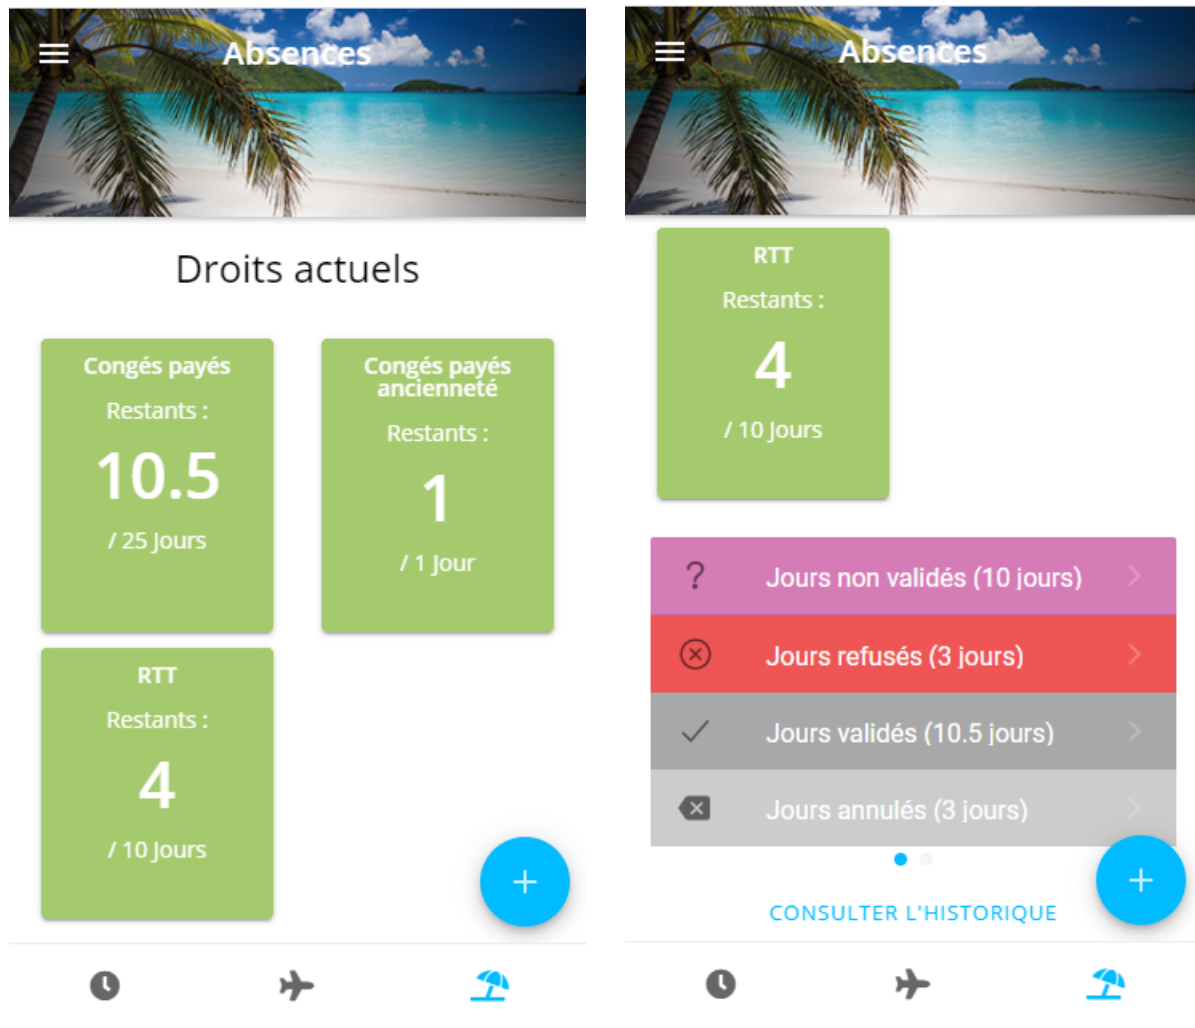 Absences
Droits actuels
Congés payés
Restants :
10.5
/ 25 Jours
Congés payés
ancienneté
Restants :
1
/ 1 Jour
RTT
Restants :
4
/ 10 Jours
Absences
RTT
Restants :
4
/ 10 Jours
Jours non validés (10 jours)
Jours refusés (3 jours)
Jours validés (10.5 jours)
Jours annulés (3 jours)
CONSULTER L'HISTORIQUE